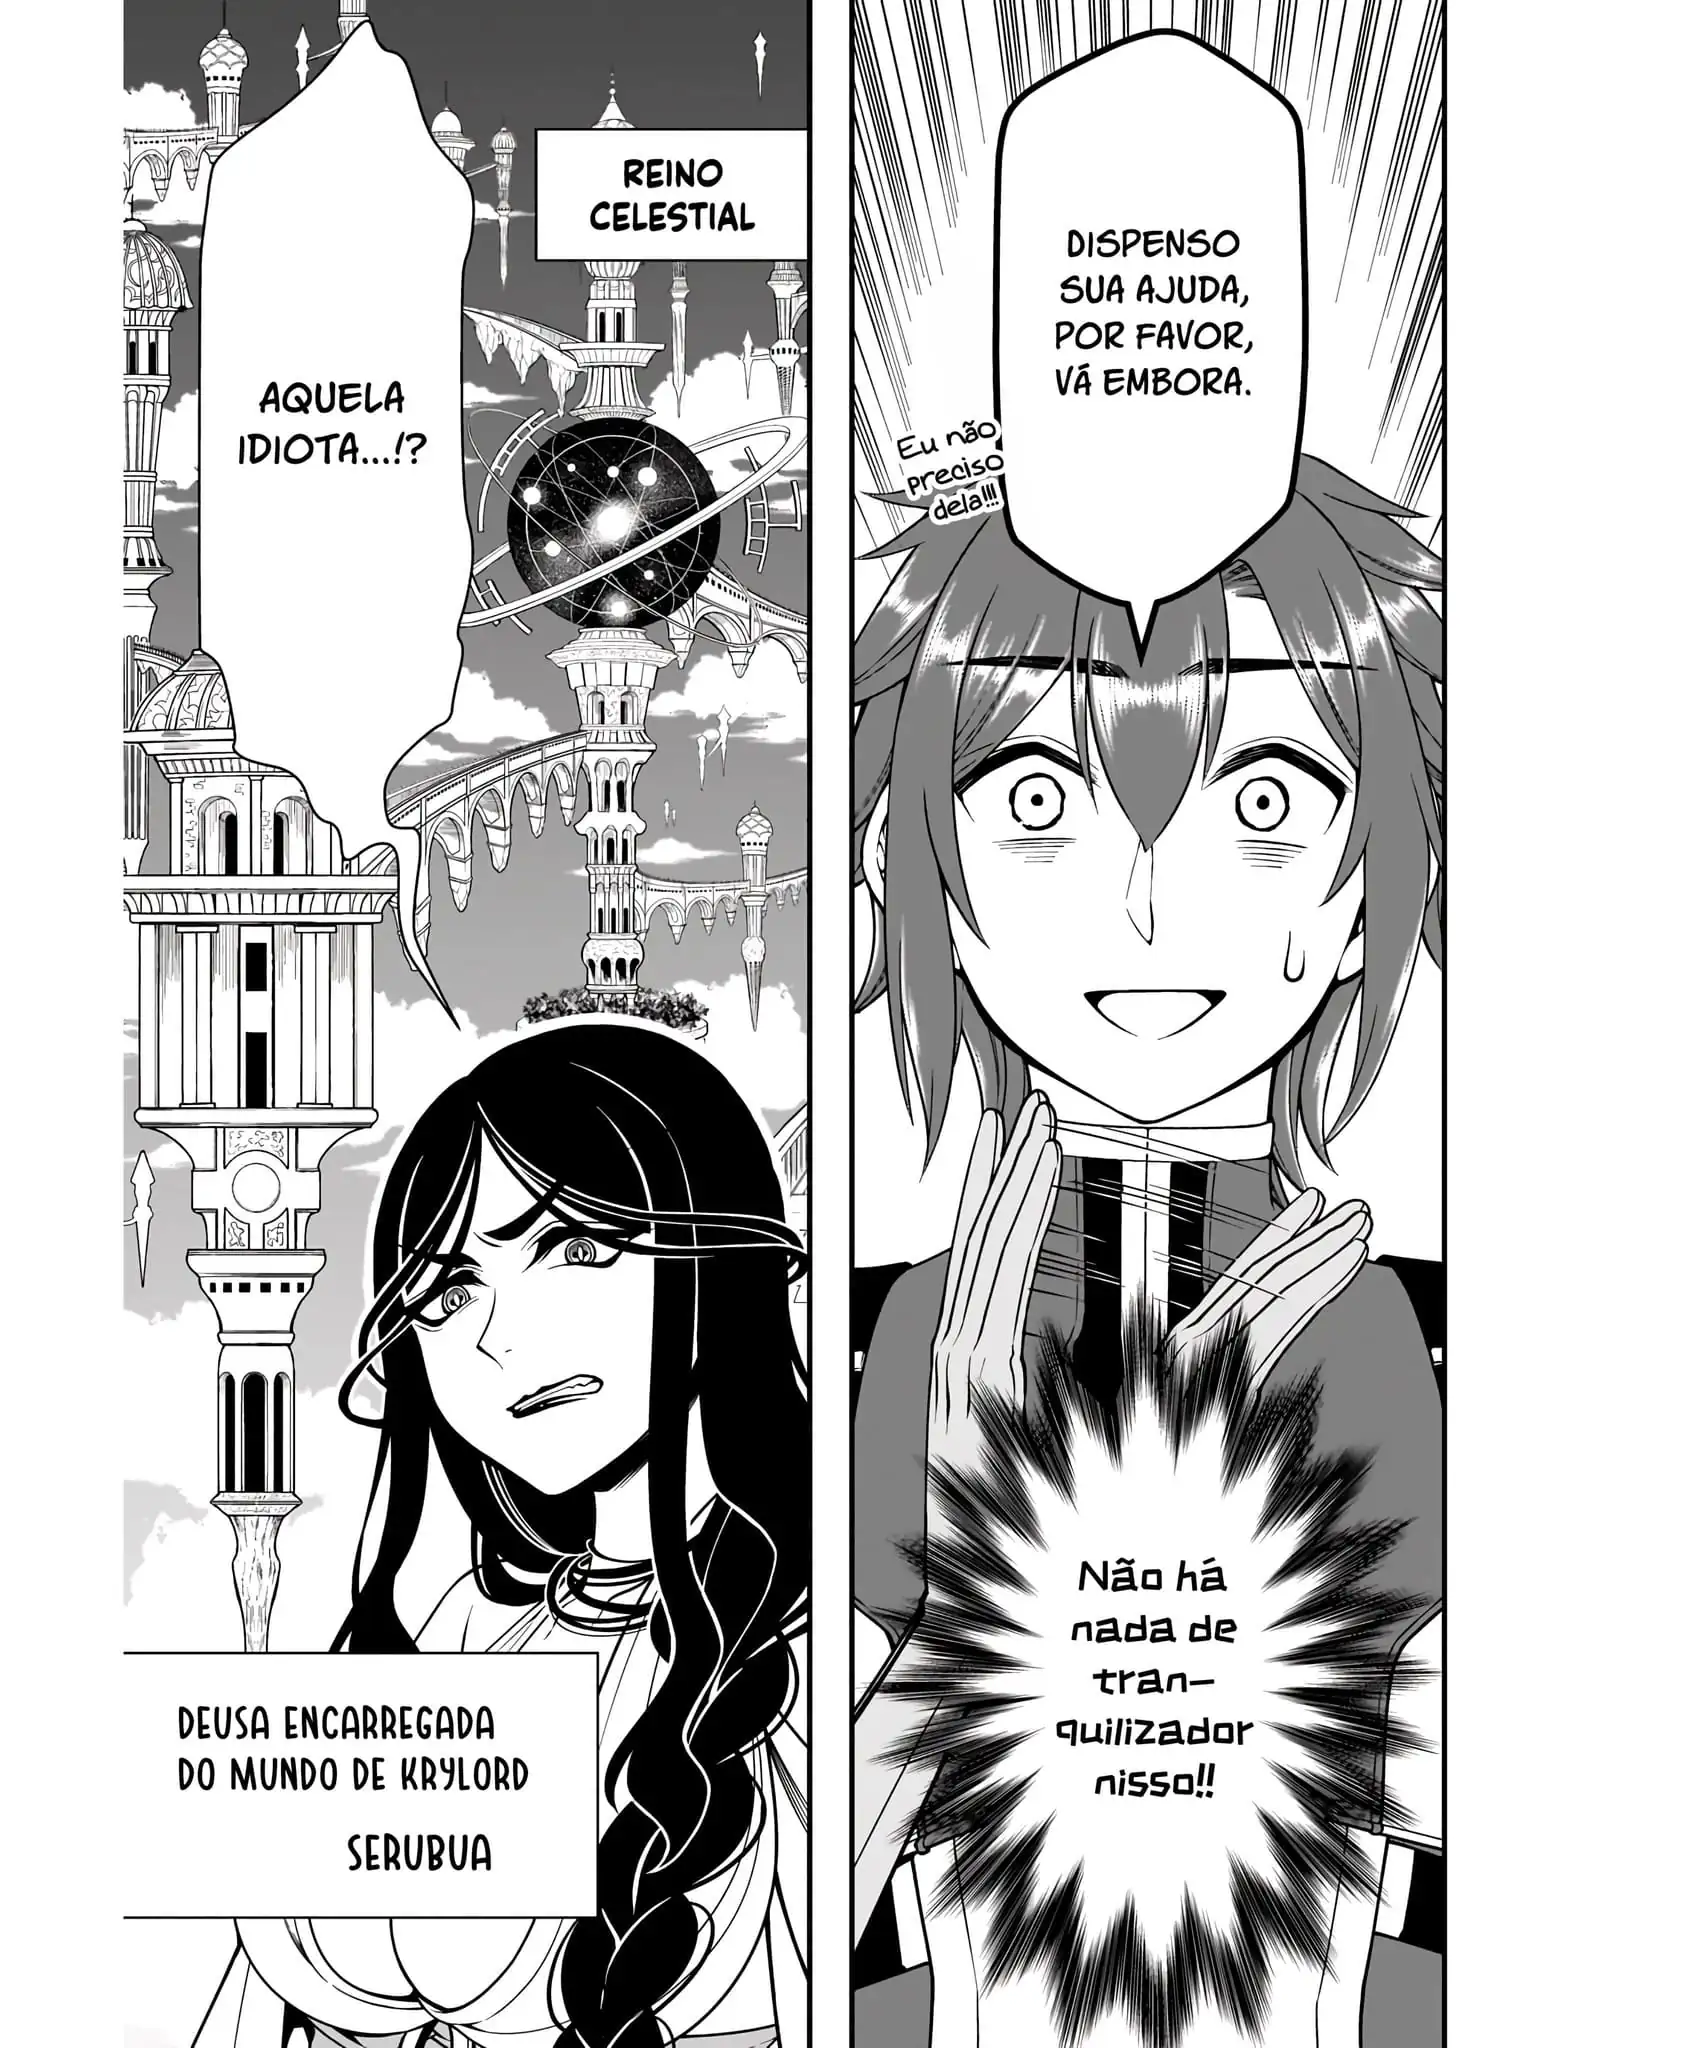 DISPENSO
SUA AJUDA,
POR FAVOR,
VÁ EMBORA.
Eu não
preciso
dela!!!
Não há
nada de
tran-
quilizador
nisso!!
REINO
CELESTIAL
AQUELA
IDIOTA...!?
DEUSA ENCARREGADA
DO MUNDO DE KRYLORD
SERUBUA